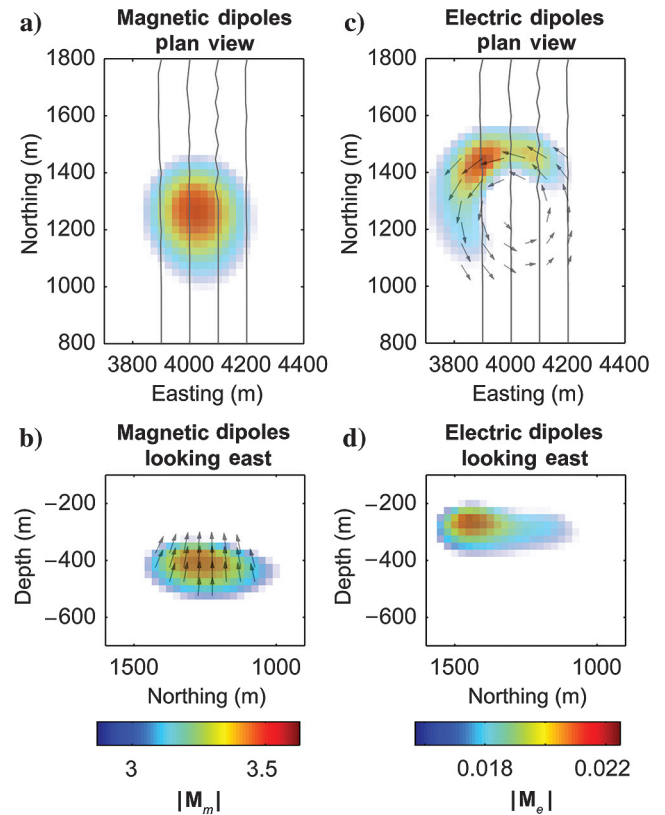 a)
Magnetic dipoles
plan view
1800
1600
1400
1200
1000
800
Northing (m)
3800 4000 4200 4400
Easting (m)
c)
Electric dipoles
plan view
1800
1600
1400
1200
1000
800
Northing (m)
3800 4000 4200 4400
Easting (m)
b)
Magnetic dipoles
looking east
−200
−400
−600
Depth (m)
1500 1000
Northing (m)
3 3.5
|Mm|
d)
Electric dipoles
looking east
−200
−400
−600
Depth (m)
1500 1000
Northing (m)
0.018 0.022
|Me|